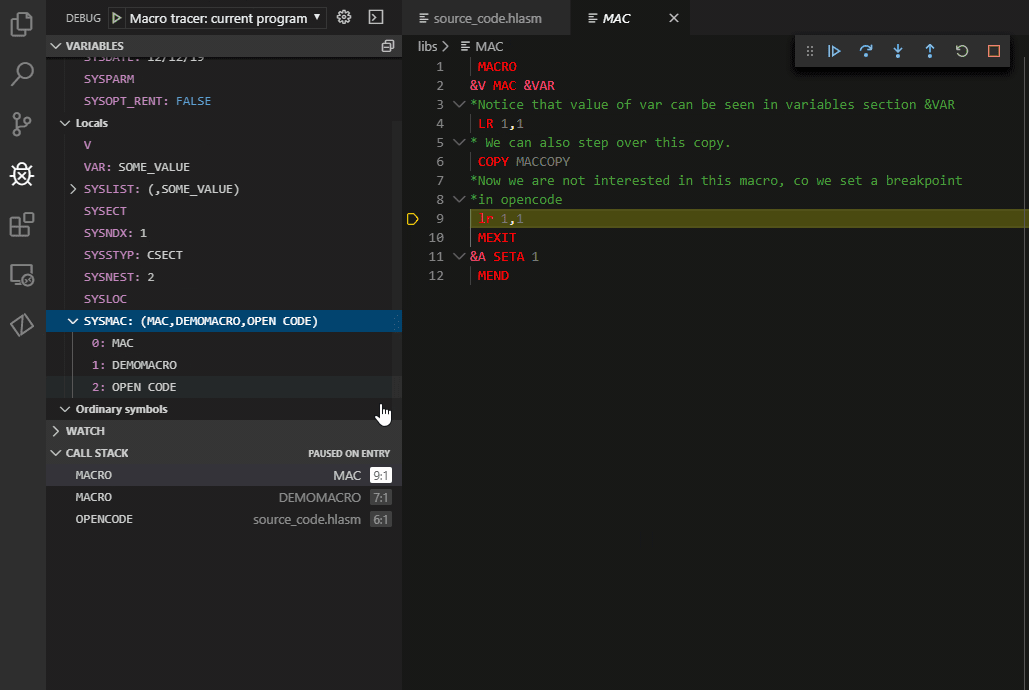 DEBUG Macro tracer: current program
VARIABLES
SYSDATE: 12/12/19
SYSPARM
SYSOPT_RENT: FALSE
Locals
V
VAR: SOME_VALUE
SYSLIST: (,SOME_VALUE)
SYSECT
SYSNDX: 1
SYSSTYP: CSECT
SYSNEST: 2
SYSLOC
SYSMAC: (MAC,DEMOMACRO,OPEN CODE)
0: MAC
1: DEMOMACRO
2: OPEN CODE
Ordinary symbols
WATCH
CALL STACK PAUSED ON ENTRY
MACRO MAC 9:1
MACRO DEMOMACRO 7:1
OPENCODE source_code.hlasm 6:1
source_code.hlasm MAC
libs > MAC
1 MACRO
2 &V MAC &VAR
3 *Notice that value of var can be seen in variables section &VAR
4 LR 1,1
5 * We can also step over this copy.
6 COPY MACCOPY
7 *Now we are not interested in this macro, co we set a breakpoint
8 *in opencode
9 lr 1,1
10 MEXIT
11 &A SETA 1
12 MEND